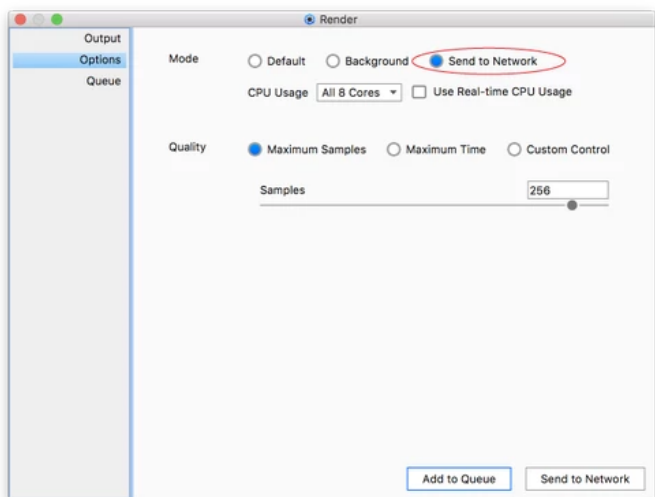 Render
Output
Options
Queue
Mode
Default Background Send to Network
CPU Usage All 8 Cores Use Real-time CPU Usage
Quality
Maximum Samples Maximum Time Custom Control
Samples 256
Add to Queue Send to Network